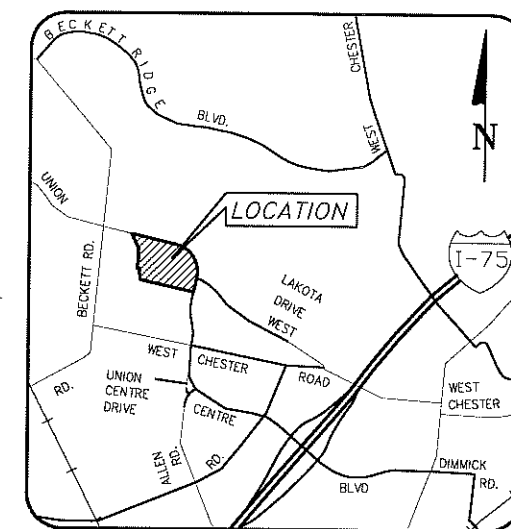 BECKETT RIDGE
BLVD.
CHESTER
WEST
N
UNION
LOCATION
I-75
BECKETT RD.
LAKOTA
DRIVE
WEST
WEST CHESTER ROAD
RD.
UNION
CENTRE
DRIVE
CENTRE
WEST
CHESTER
ALLEN
RD.
RD.
BLVD
DIMMICK
RD.